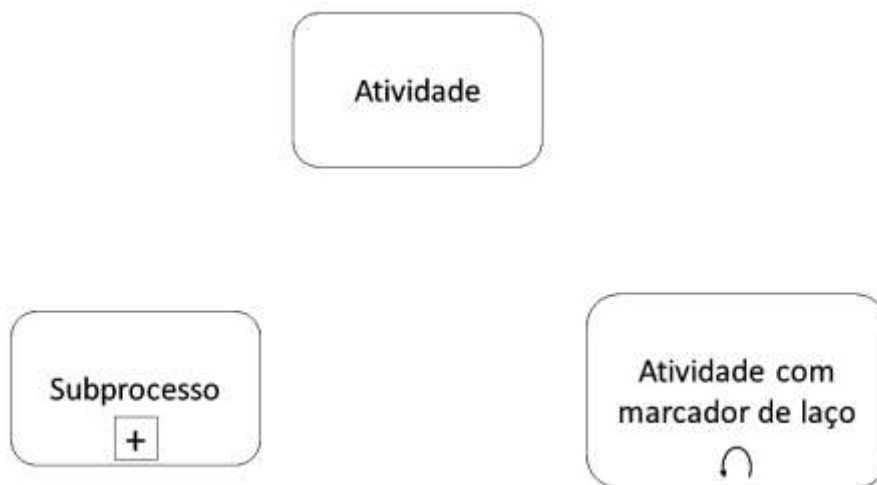 Atividade
Subprocesso
+
Atividade com
marcador de laço